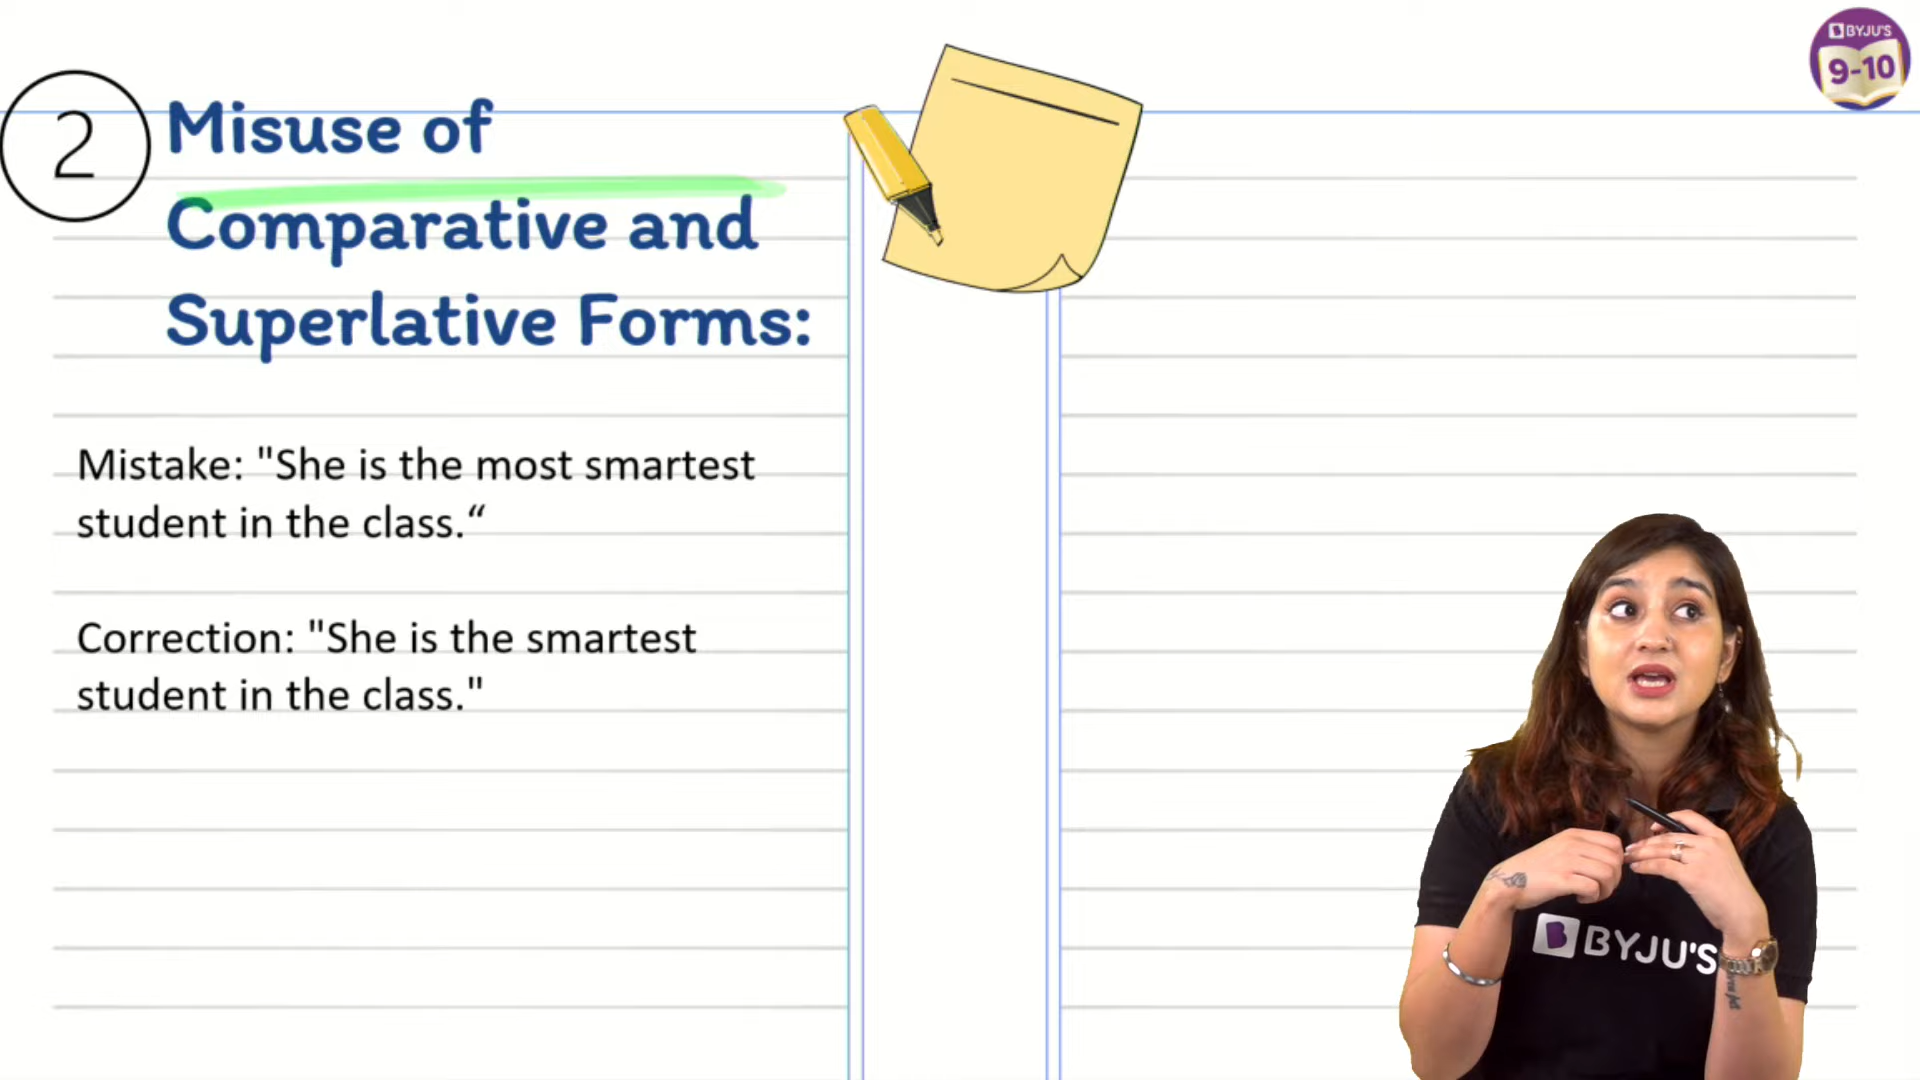 BYJU'S
9-10
2
Misuse of
Comparative and
Superlative Forms:
Mistake: "She is the most smartest
student in the class.“
Correction: "She is the smartest
student in the class."
BYJU'S